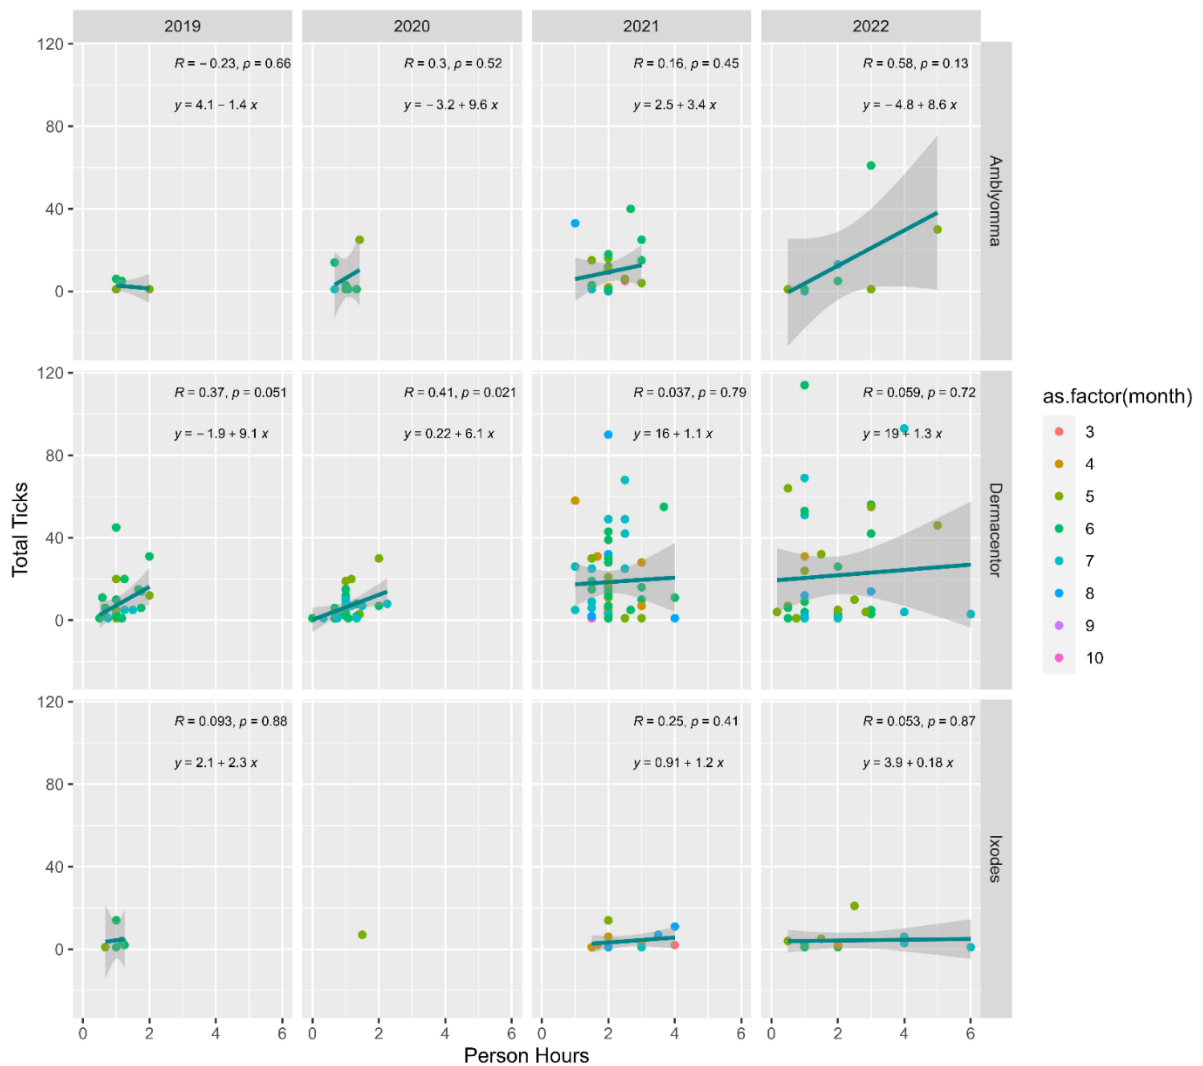 2019 2020 2021 2022
120
R = −0.23, p = 0.66 R = 0.3, p = 0.52 R = 0.16, p = 0.45 R = 0.58, p = 0.13
y = 4.1 − 1.4 x y = −3.2 + 9.6 x y = 2.5 + 3.4 x y = −4.8 + 8.6 x
80
Amblyomma
40
0
120
R = 0.37, p = 0.051 R = 0.41, p = 0.021 R = 0.037, p = 0.79 R = 0.059, p = 0.72
y = −1.9 + 9.1 x y = 0.22 + 6.1 x y = 16 + 1.1 x y = 19 + 1.3 x
80
Total Ticks
Dermacentor
40
0
120
R = 0.093, p = 0.88 R = 0.25, p = 0.41 R = 0.053, p = 0.87
y = 2.1 + 2.3 x y = 0.91 + 1.2 x y = 3.9 + 0.18 x
80
Ixodes
40
0
0 2 4 6 0 2 4 6 0 2 4 6 0 2 4 6
Person Hours
as.factor(month)
3
4
5
6
7
8
9
10